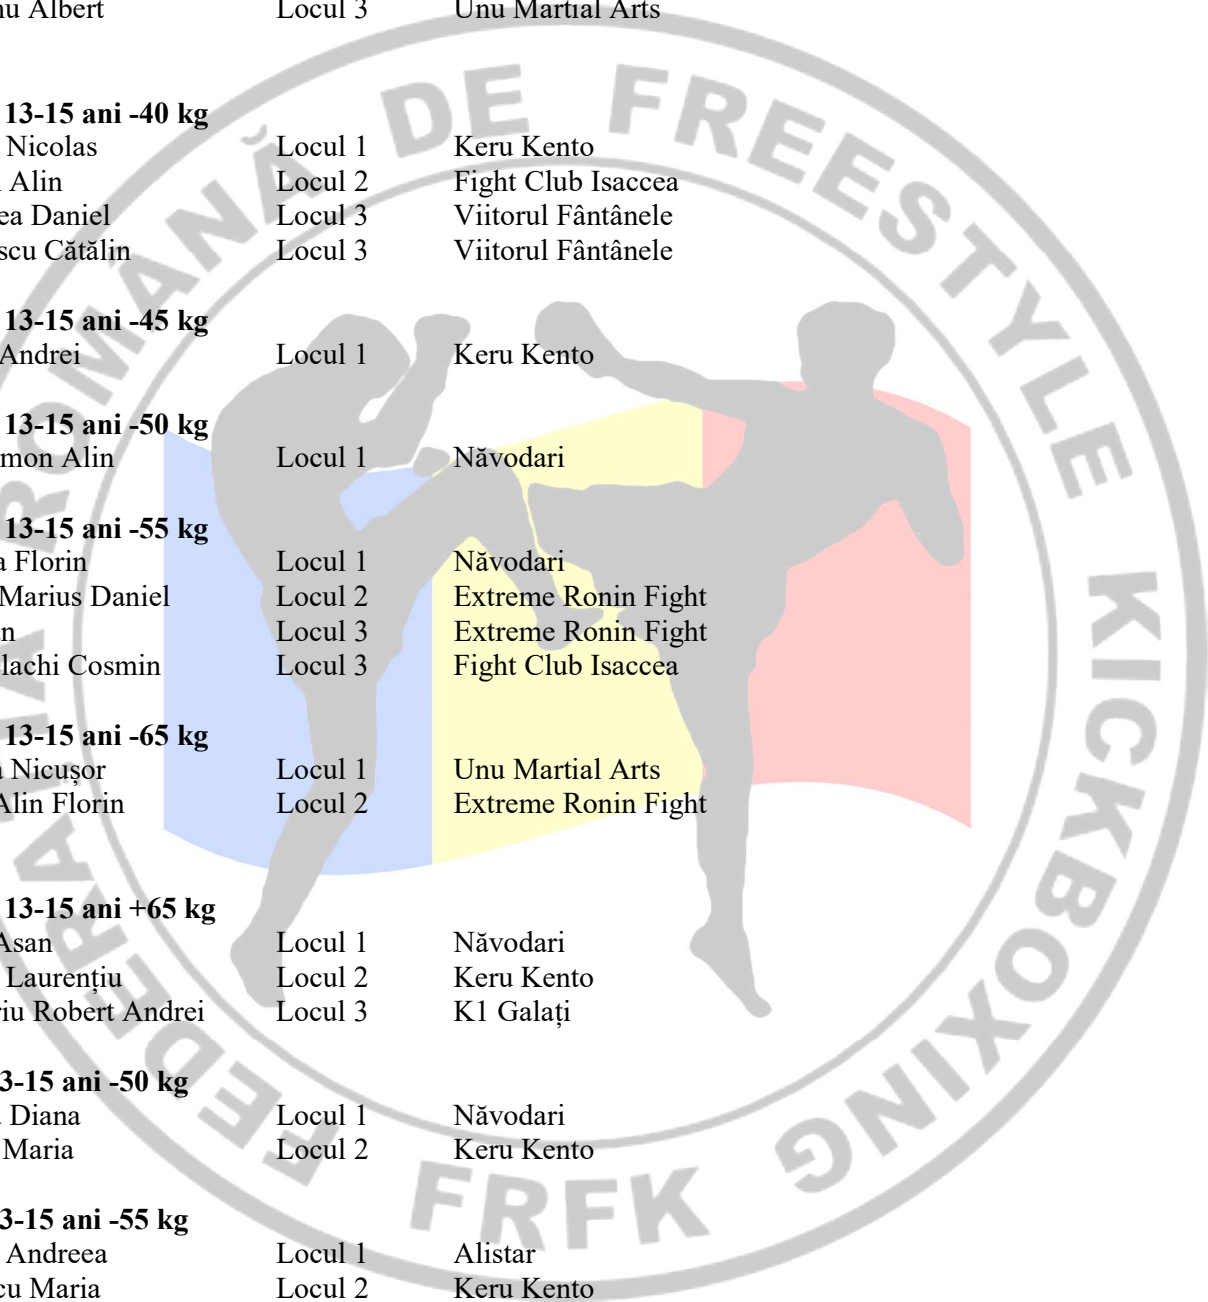 nu Albert Locul 3 Unu Martial Arts
13-15 ani -40 kg
Nicolas Locul 1 Keru Kento
Alin Locul 2 Fight Club Isaccea
ea Daniel Locul 3 Viitorul Fântânele
scu Cătălin Locul 3 Viitorul Fântânele
13-15 ani -45 kg
Andrei Locul 1 Keru Kento
13-15 ani -50 kg
mon Alin Locul 1 Năvodari
13-15 ani -55 kg
a Florin Locul 1 Năvodari
Marius Daniel Locul 2 Extreme Ronin Fight
n Locul 3 Extreme Ronin Fight
lachi Cosmin Locul 3 Fight Club Isaccea
13-15 ani -65 kg
a Nicușor Locul 1 Unu Martial Arts
Alin Florin Locul 2 Extreme Ronin Fight
13-15 ani +65 kg
Asan Locul 1 Năvodari
Laurențiu Locul 2 Keru Kento
riu Robert Andrei Locul 3 K1 Galați
3-15 ani -50 kg
Diana Locul 1 Năvodari
Maria Locul 2 Keru Kento
3-15 ani -55 kg
Andreea Locul 1 Alistar
cu Maria Locul 2 Keru Kento
FEDERAȚIA ROMÂNĂ DE FREESTYLE KICKBOXING
FRFK